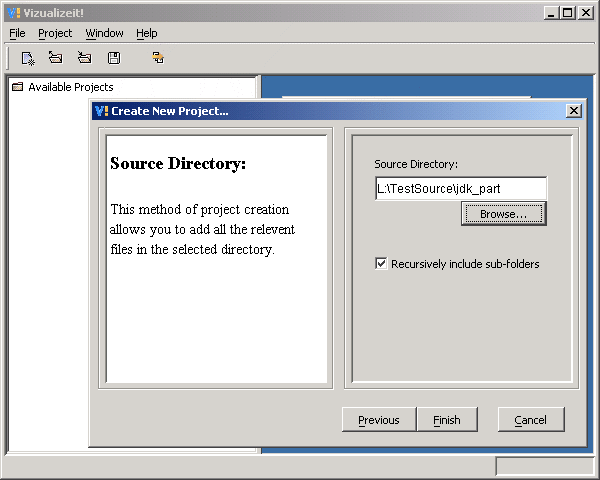 V! Vizualizeit!
File Project Window Help
Available Projects
V! Create New Project...
Source Directory:
This method of project creation
allows you to add all the relevent
files in the selected directory.
Source Directory:
L:\TestSource\jdk_part
Browse...
Recursively include sub-folders
Previous Finish Cancel